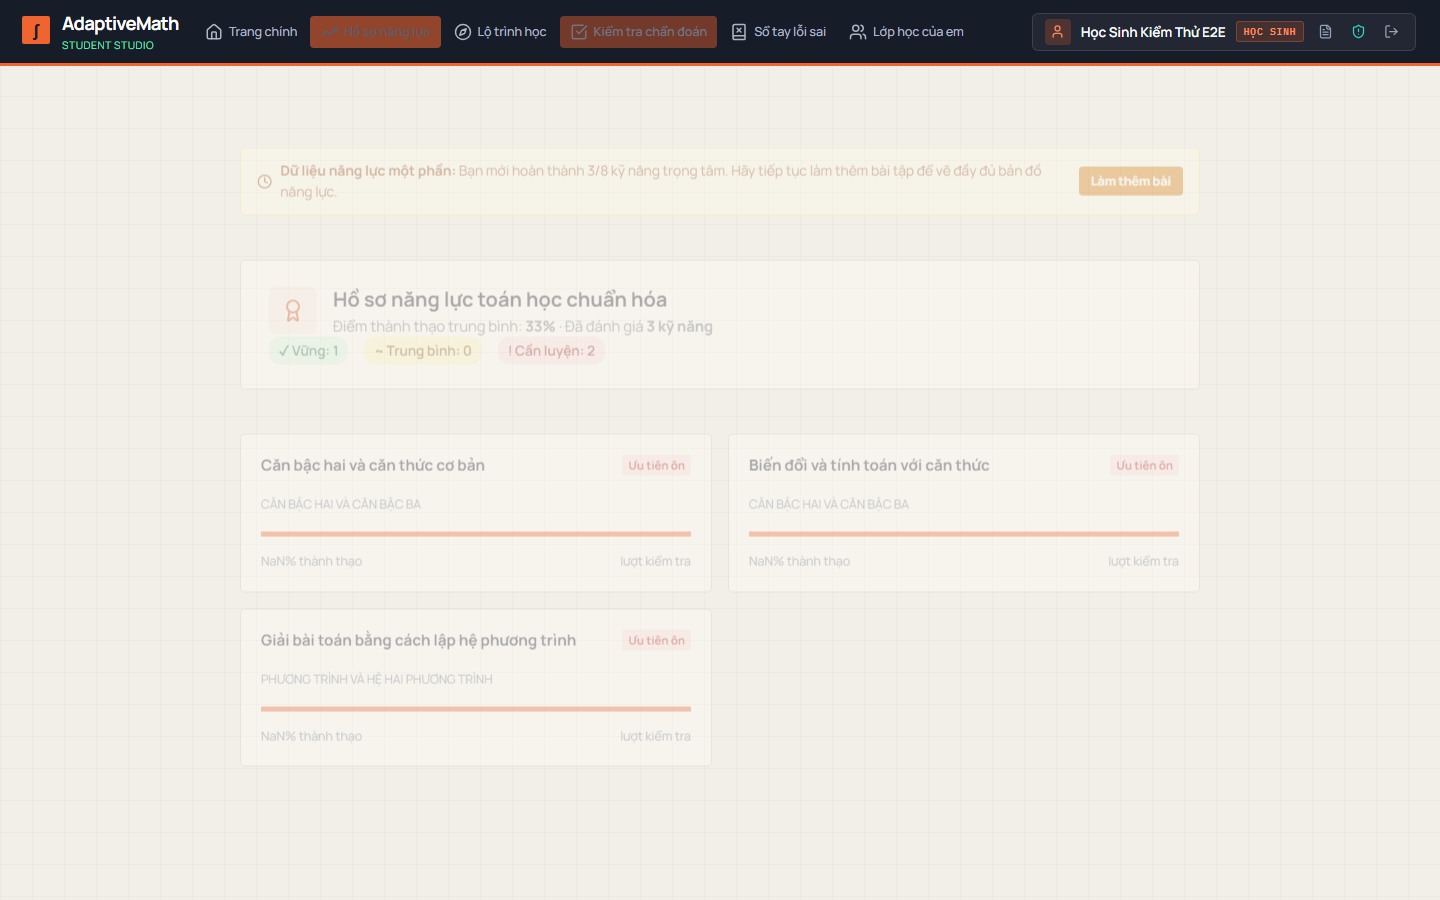 ∫ AdaptiveMath
STUDENT STUDIO
Trang chính
Hồ sơ năng lực
Lộ trình học
Kiểm tra chẩn đoán
Sổ tay lỗi sai
Lớp học của em
Học Sinh Kiểm Thử E2E
HỌC SINH
Dữ liệu năng lực một phần: Bạn mới hoàn thành 3/8 kỹ năng trọng tâm. Hãy tiếp tục làm thêm bài tập để vẽ đầy đủ bản đồ
năng lực.
Làm thêm bài
Hồ sơ năng lực toán học chuẩn hóa
Điểm thành thạo trung bình: 33% · Đã đánh giá 3 kỹ năng
✓ Vững: 1
~ Trung bình: 0
! Cần luyện: 2
Căn bậc hai và căn thức cơ bản
Ưu tiên ôn
CĂN BẬC HAI VÀ CĂN BẬC BA
NaN% thành thạo
lượt kiểm tra
Biến đổi và tính toán với căn thức
Ưu tiên ôn
CĂN BẬC HAI VÀ CĂN BẬC BA
NaN% thành thạo
lượt kiểm tra
Giải bài toán bằng cách lập hệ phương trình
Ưu tiên ôn
PHƯƠNG TRÌNH VÀ HỆ HAI PHƯƠNG TRÌNH
NaN% thành thạo
lượt kiểm tra